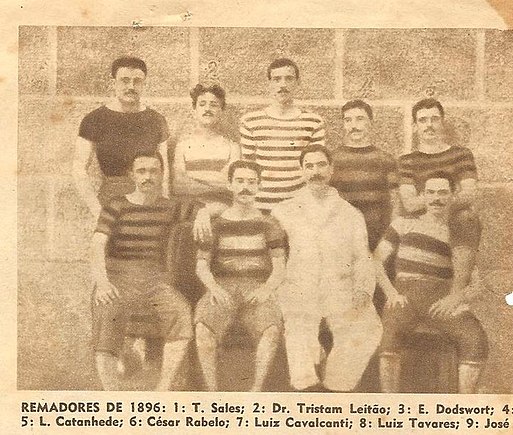 REMADORES DE 1896: 1: T. Sales; 2: Dr. Tristam Leitão; 3: E. Dodswort; 4:
5: L. Catanhede; 6: César Rabelo; 7: Luiz Cavalcanti; 8: Luiz Tavares; 9: José